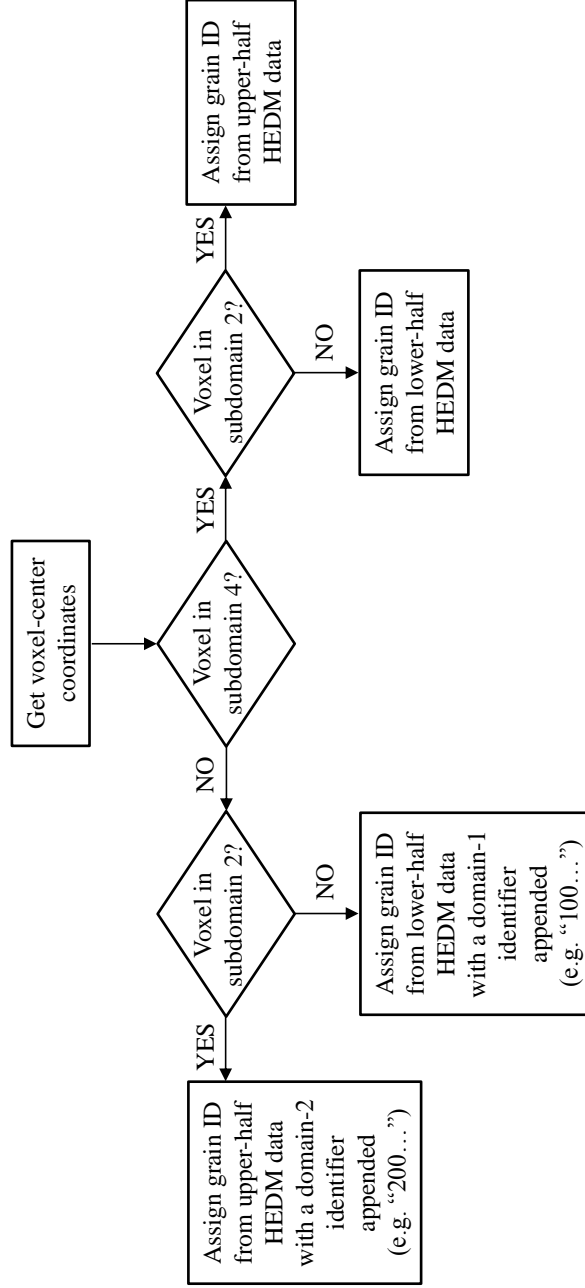 Get voxel-center
coordinates
Voxel in
subdomain 4?
NO
YES
Voxel in
subdomain 2?
YES
NO
Assign grain ID
from upper-half
HEDM data
with a domain-2
identifier
appended
(e.g. “200…”)
Assign grain ID
from lower-half
HEDM data
with a domain-1
identifier
appended
(e.g. “100…”)
Voxel in
subdomain 2?
YES
NO
Assign grain ID
from upper-half
HEDM data
Assign grain ID
from lower-half
HEDM data